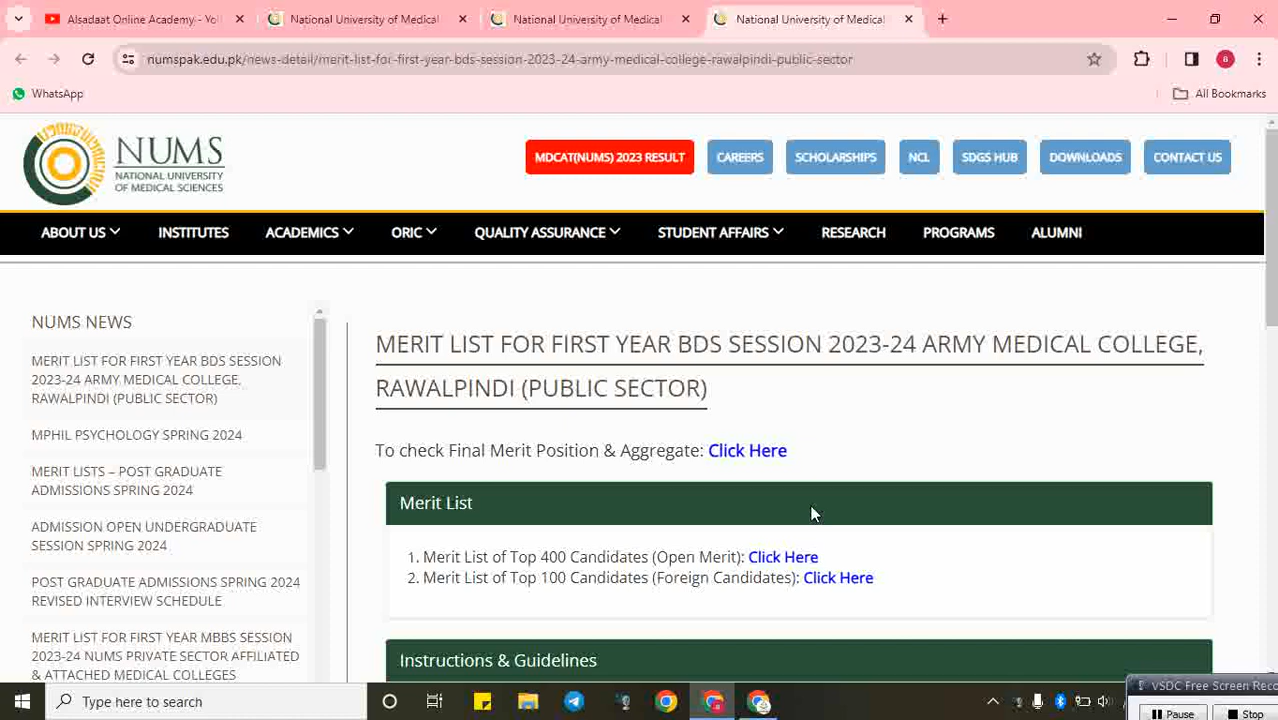 Alsadaat Online Academy - Yo
National University of Medical
National University of Medical
National University of Medical
numspak.edu.pk/news-detail/merit-list-for-first-year-bds-session-2023-24-army-medical-college-rawalpindi-public-sector
a
WhatsApp
All Bookmarks
NUMS
NATIONAL UNIVERSITY
OF MEDICAL SCIENCES
MDCAT(NUMS) 2023 RESULT
CAREERS
SCHOLARSHIPS
NCL
SDGS HUB
DOWNLOADS
CONTACT US
ABOUT US
INSTITUTES
ACADEMICS
ORIC
QUALITY ASSURANCE
STUDENT AFFAIRS
RESEARCH
PROGRAMS
ALUMNI
NUMS NEWS
MERIT LIST FOR FIRST YEAR BDS SESSION
2023-24 ARMY MEDICAL COLLEGE,
RAWALPINDI (PUBLIC SECTOR)
MPHIL PSYCHOLOGY SPRING 2024
MERIT LISTS – POST GRADUATE
ADMISSIONS SPRING 2024
ADMISSION OPEN UNDERGRADUATE
SESSION SPRING 2024
POST GRADUATE ADMISSIONS SPRING 2024
REVISED INTERVIEW SCHEDULE
MERIT LIST FOR FIRST YEAR MBBS SESSION
2023-24 NUMS PRIVATE SECTOR AFFILIATED
& ATTACHED MEDICAL COLLEGES
MERIT LIST FOR FIRST YEAR BDS SESSION 2023-24 ARMY MEDICAL COLLEGE,
RAWALPINDI (PUBLIC SECTOR)
To check Final Merit Position & Aggregate: Click Here
Merit List
1. Merit List of Top 400 Candidates (Open Merit): Click Here
2. Merit List of Top 100 Candidates (Foreign Candidates): Click Here
Instructions & Guidelines
Type here to search
VSDC Free Screen Reco
Pause
Stop